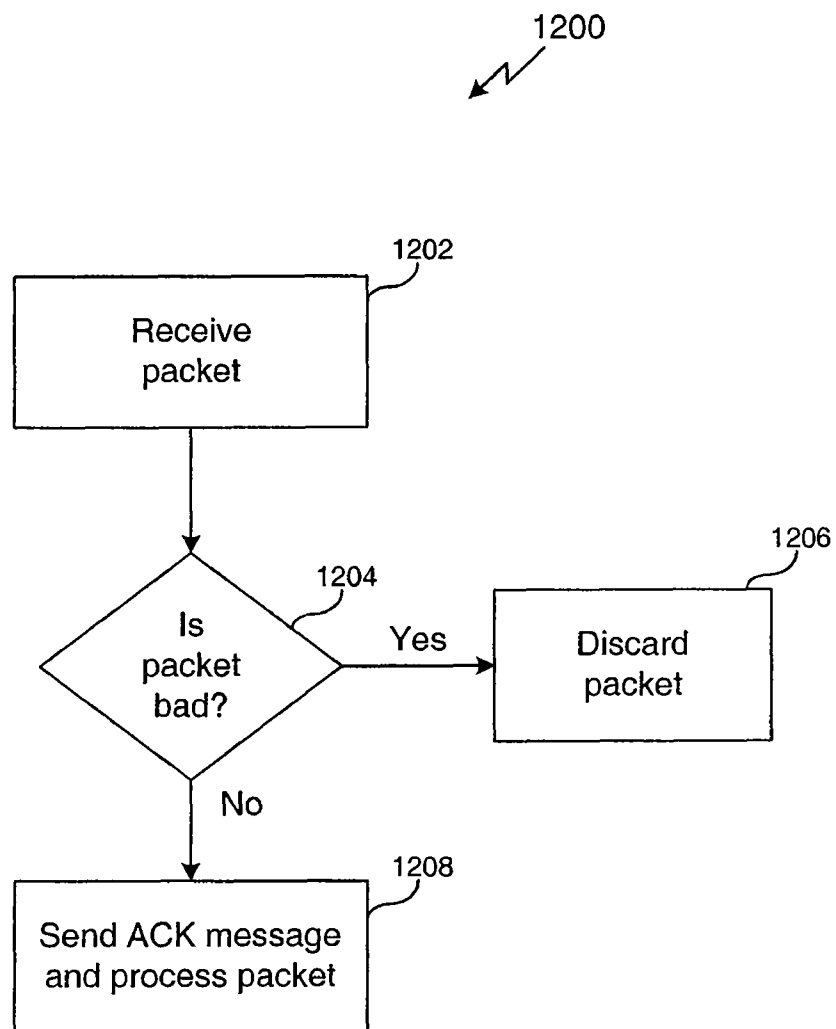 1200
1202
Receive
packet
1204
Is
packet
bad?
Yes
1206
Discard
packet
No
1208
Send ACK message
and process packet